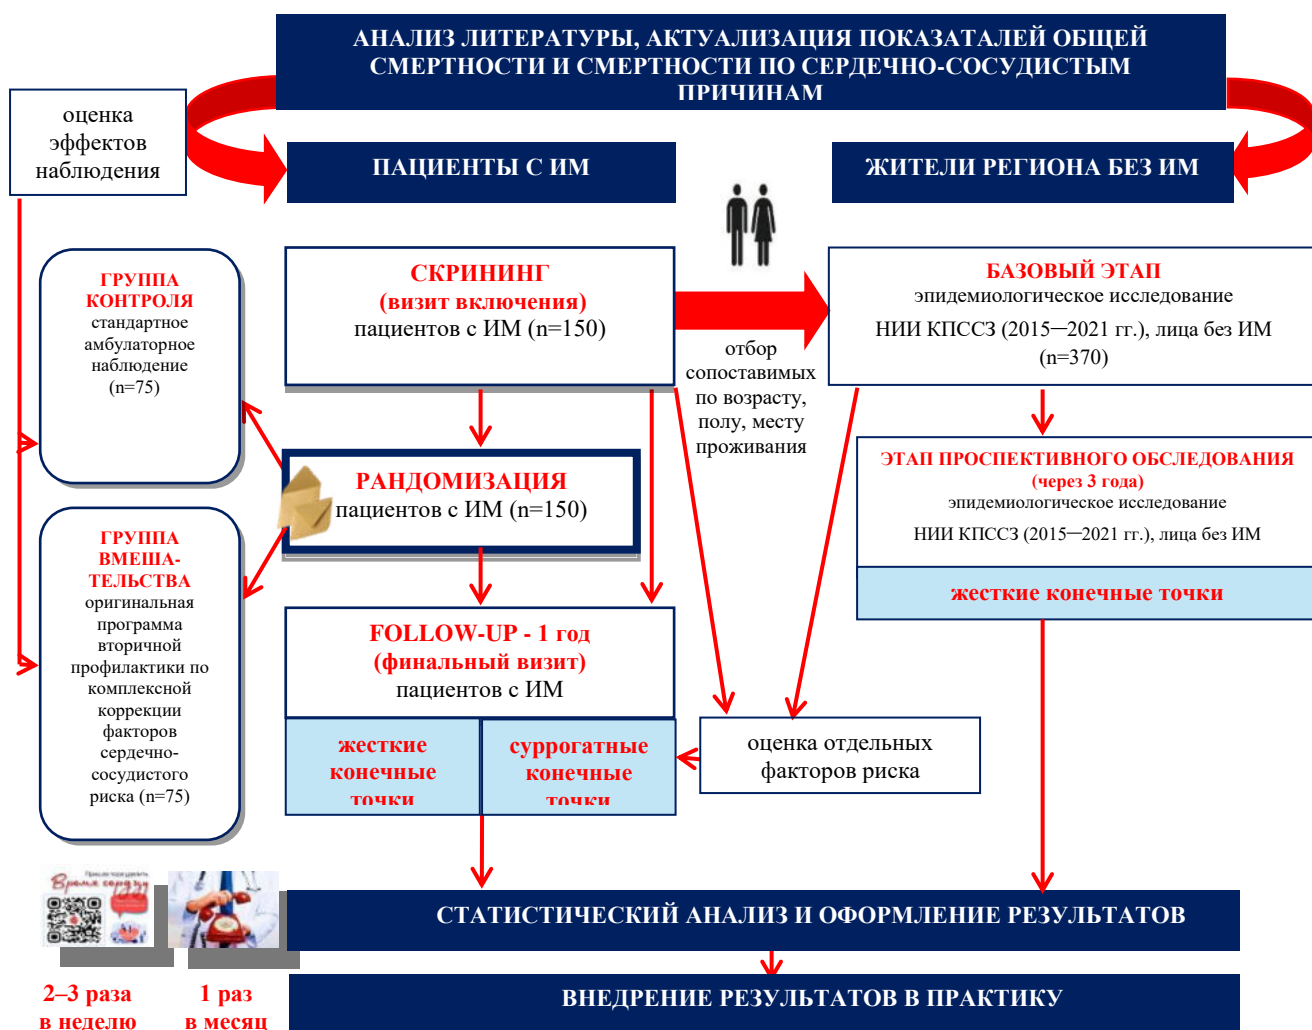 АНАЛИЗ ЛИТЕРАТУРЫ, АКТУАЛИЗАЦИЯ ПОКАЗАТАЛЕЙ ОБЩЕЙ
СМЕРТНОСТИ И СМЕРТНОСТИ ПО СЕРДЕЧНО-СОСУДИСТЫМ
ПРИЧИНАМ
оценка
эффектов
наблюдения
ПАЦИЕНТЫ С ИМ
ЖИТЕЛИ РЕГИОНА БЕЗ ИМ
ГРУППА
КОНТРОЛЯ
стандартное
амбулаторное
наблюдение
(n=75)
СКРИНИНГ
(визит включения)
пациентов с ИМ (n=150)
отбор
сопоставимых
по возрасту,
полу, месту
проживания
БАЗОВЫЙ ЭТАП
эпидемиологическое исследование
НИИ КПССЗ (2015—2021 гг.), лица без ИМ
(n=370)
РАНДОМИЗАЦИЯ
пациентов с ИМ (n=150)
ЭТАП ПРОСПЕКТИВНОГО ОБСЛЕДОВАНИЯ
(через 3 года)
эпидемиологическое исследование
НИИ КПССЗ (2015—2021 гг.), лица без ИМ
жесткие конечные точки
ГРУППА
ВМЕША-
ТЕЛЬСТВА
оригинальная
программа
вторичной
профилактики по
комплексной
коррекции
факторов
сердечно-
сосудистого
риска (n=75)
FOLLOW-UP - 1 год
(финальный визит)
пациентов с ИМ
жесткие
конечные
точки
суррогатные
конечные
точки
оценка отдельных
факторов риска
Время сердцу
2–3 раза
в неделю
1 раз
в месяц
СТАТИСТИЧЕСКИЙ АНАЛИЗ И ОФОРМЛЕНИЕ РЕЗУЛЬТАТОВ
ВНЕДРЕНИЕ РЕЗУЛЬТАТОВ В ПРАКТИКУ